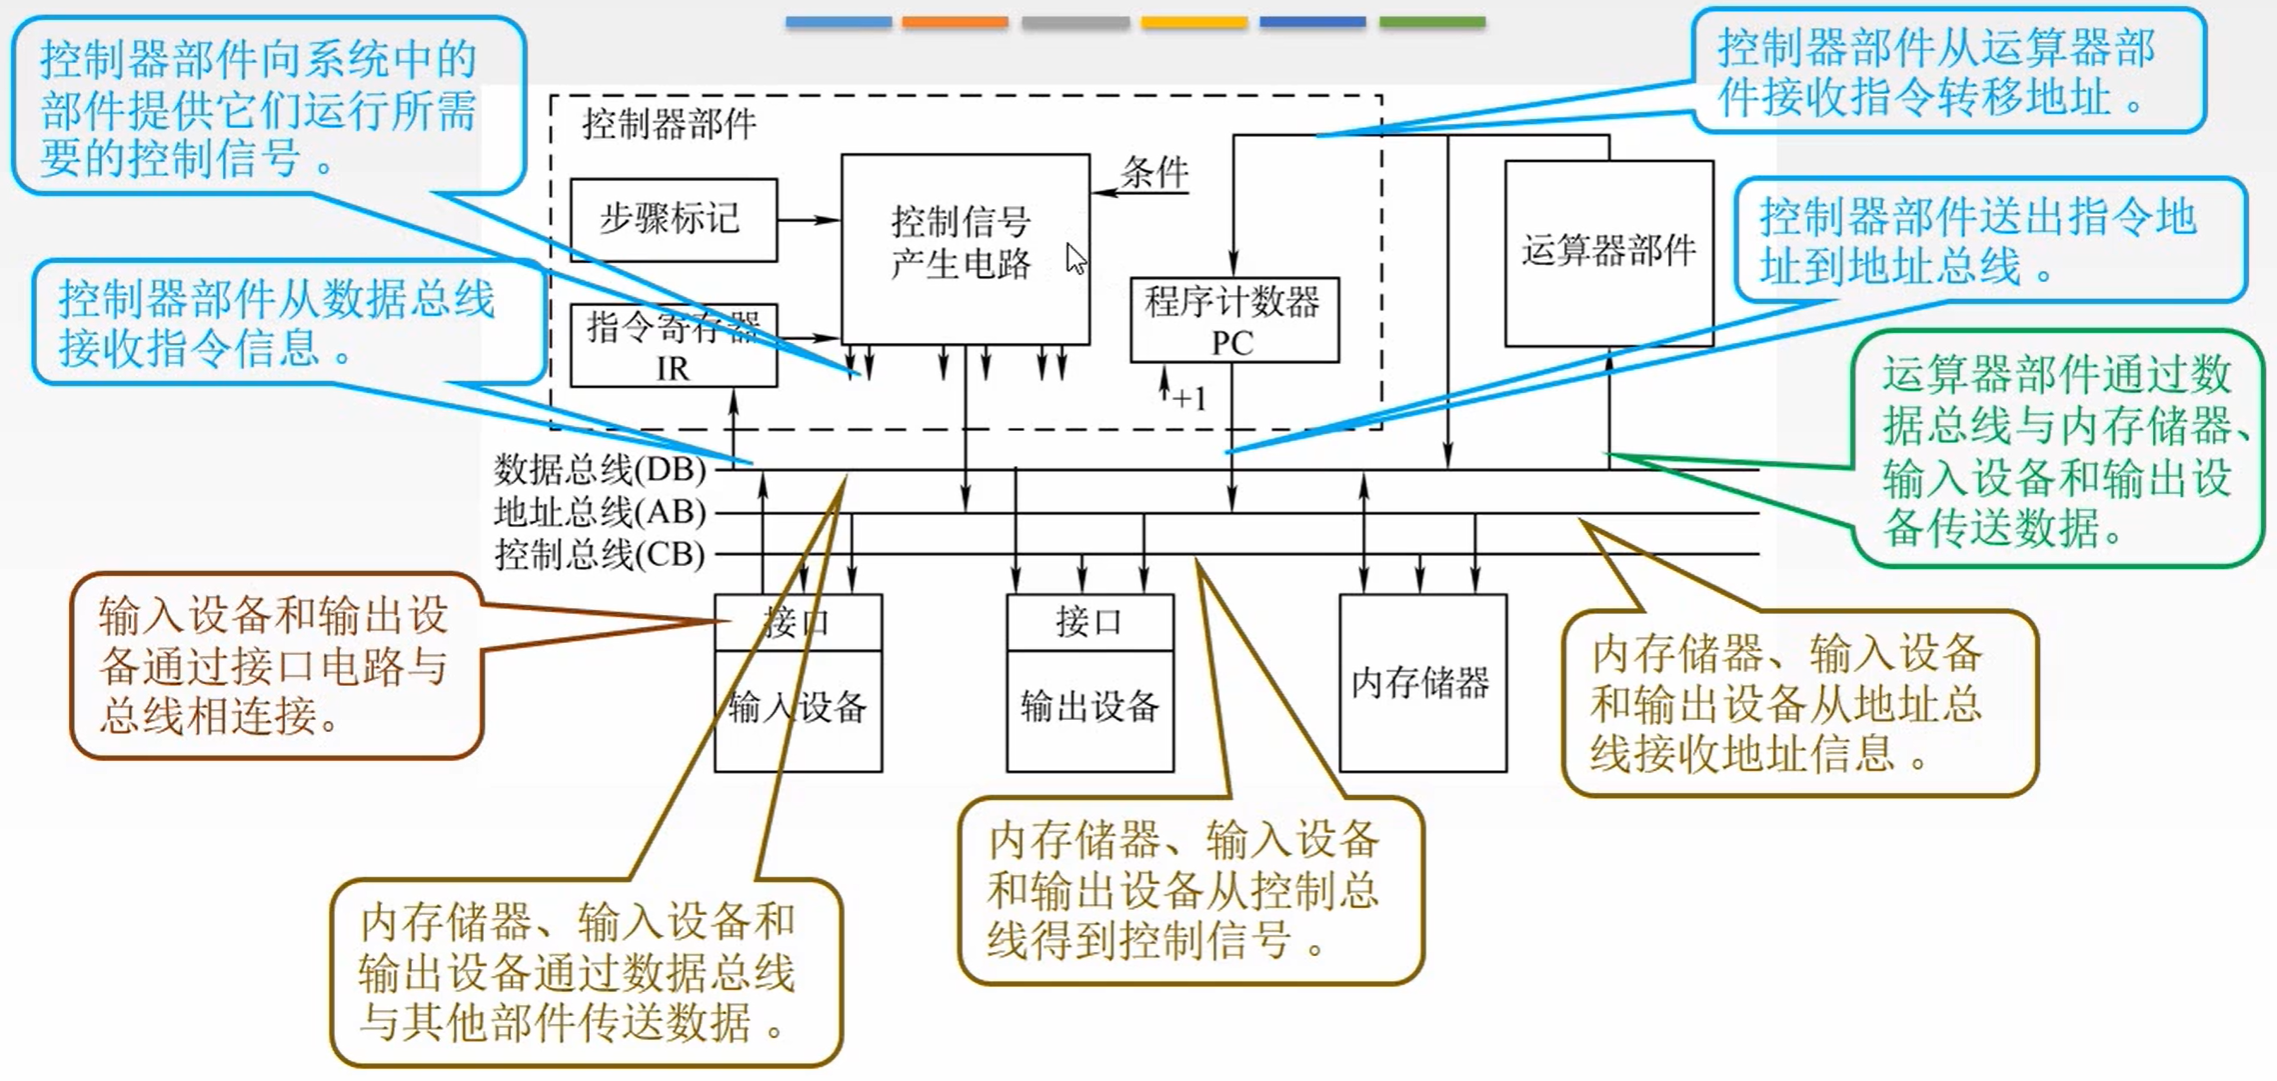 控制器部件向系统中的
部件提供它们运行所需
要的控制信号。
控制器部件从运算器部
件接收指令转移地址。
控制器部件
条件
步骤标记
控制信号
产生电路
运算器部件
控制器部件送出指令地
址到地址总线。
控制器部件从数据总线
接收指令信息。
指令寄存器
IR
程序计数器
PC
+1
运算器部件通过数
据总线与内存储器、
输入设备和输出设
备传送数据。
数据总线(DB)
地址总线(AB)
控制总线(CB)
输入设备和输出设
备通过接口电路与
总线相连接。
接口
输入设备
接口
输出设备
内存储器
内存储器、输入设备
和输出设备从地址总
线接收地址信息。
内存储器、输入设备
和输出设备从控制总
线得到控制信号。
内存储器、输入设备和
输出设备通过数据总线
与其他部件传送数据。